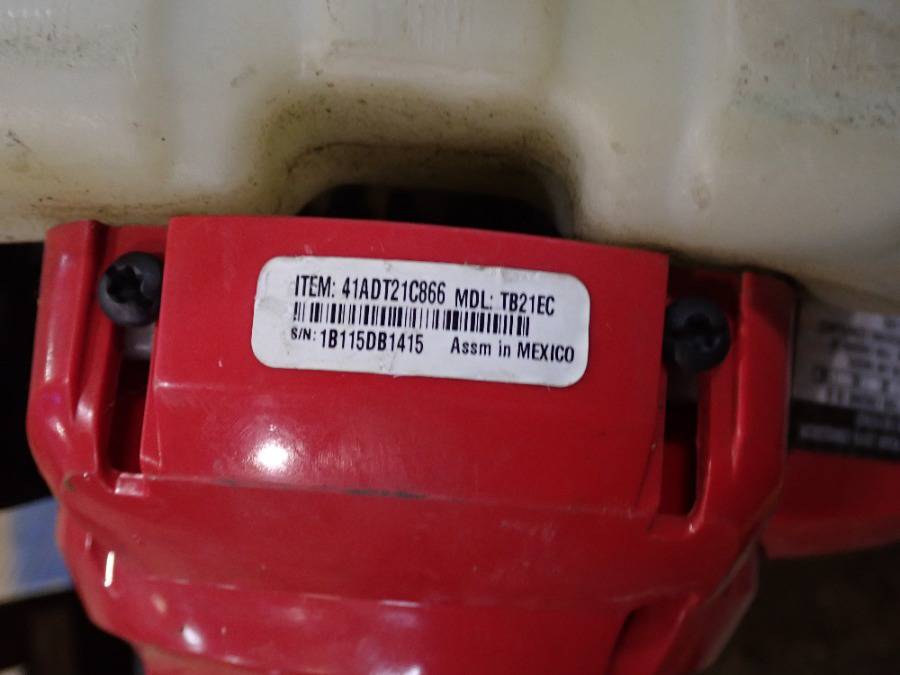 ITEM: 41ADT21C866 MDL: TB21EC
S/N: 1B115DB1415 Assm in MEXICO